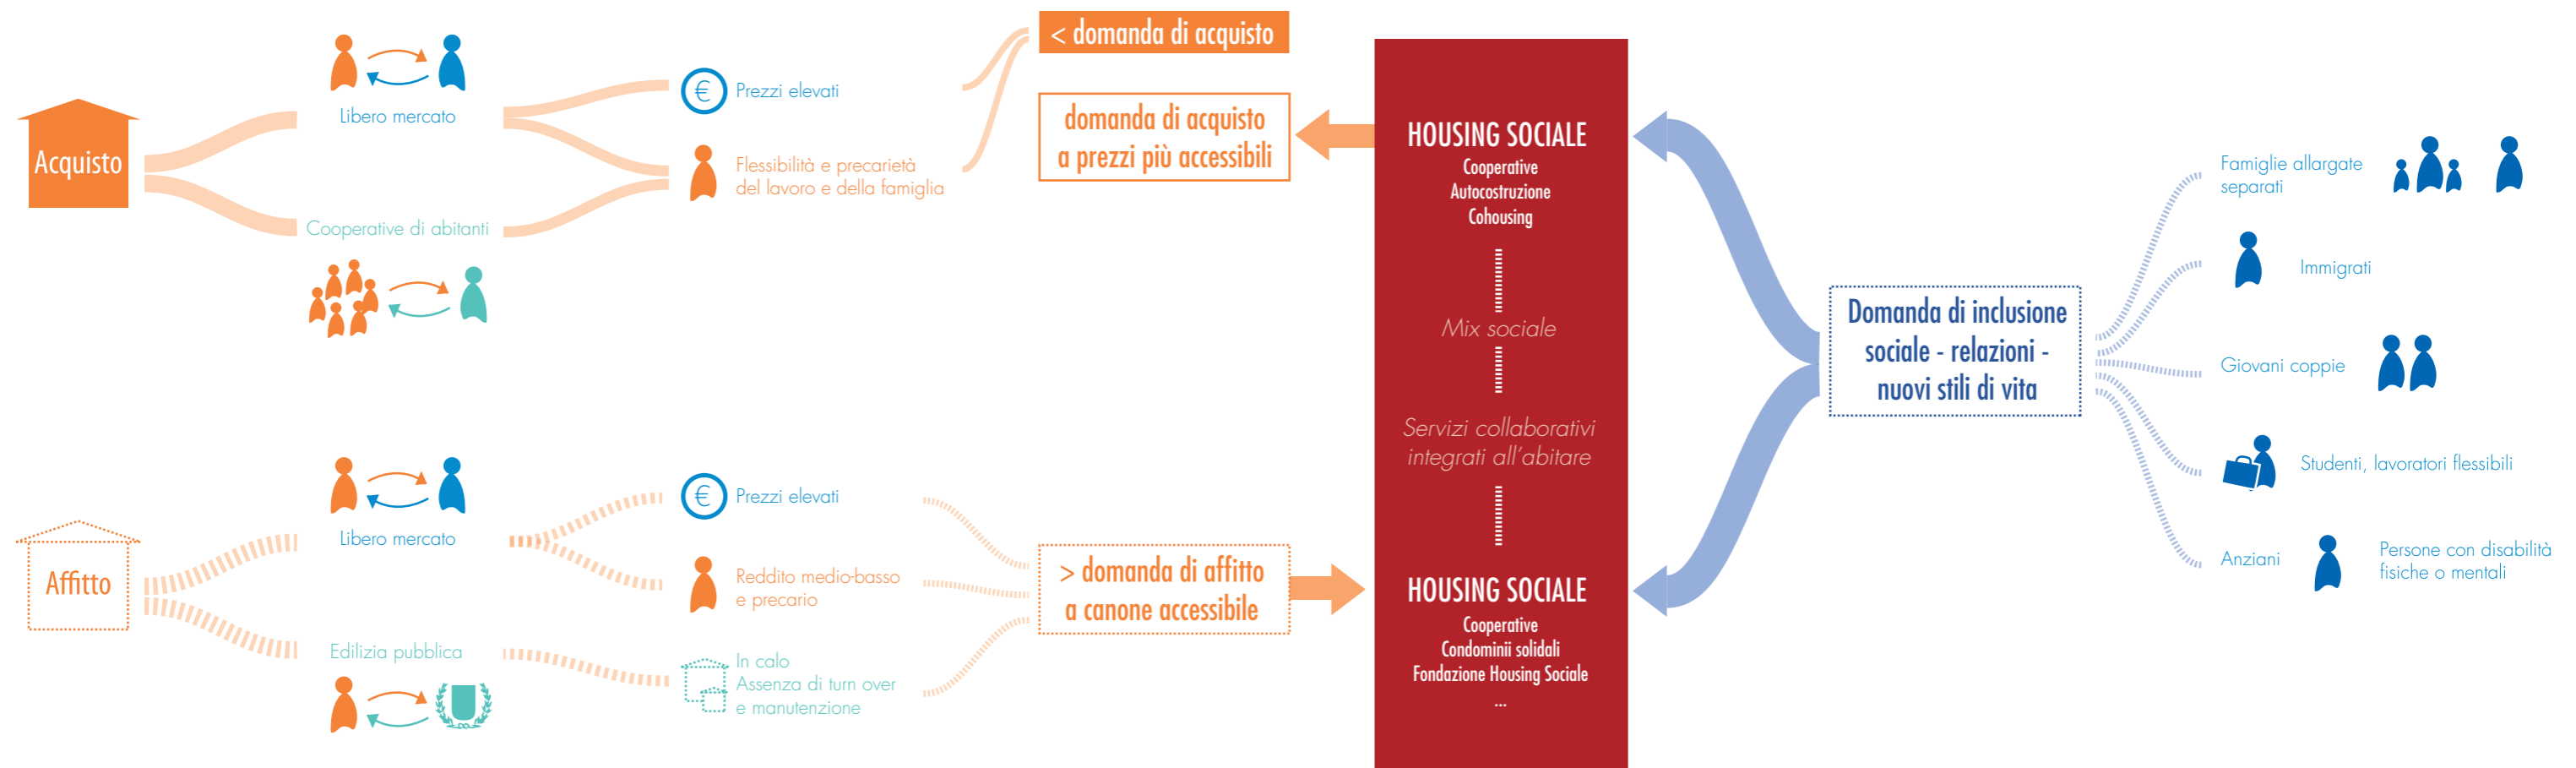 Acquisto
Libero mercato
Cooperative di abitanti
€
Prezzi elevati
Flessibilità e precarietà
del lavoro e della famiglia
< domanda di acquisto
domanda di acquisto
a prezzi più accessibili
Affitto
Libero mercato
Edilizia pubblica
€
Prezzi elevati
Reddito medio-basso
e precario
In calo
Assenza di turn over
e manutenzione
> domanda di affitto
a canone accessibile
HOUSING SOCIALE
Cooperative
Autocostruzione
Cohousing
Mix sociale
Servizi collaborativi
integrati all'abitare
HOUSING SOCIALE
Cooperative
Condominii solidali
Fondazione Housing Sociale
...
Domanda di inclusione
sociale - relazioni -
nuovi stili di vita
Famiglie allargate
separati
Immigrati
Giovani coppie
Studenti, lavoratori flessibili
Anziani
Persone con disabilità
fisiche o mentali